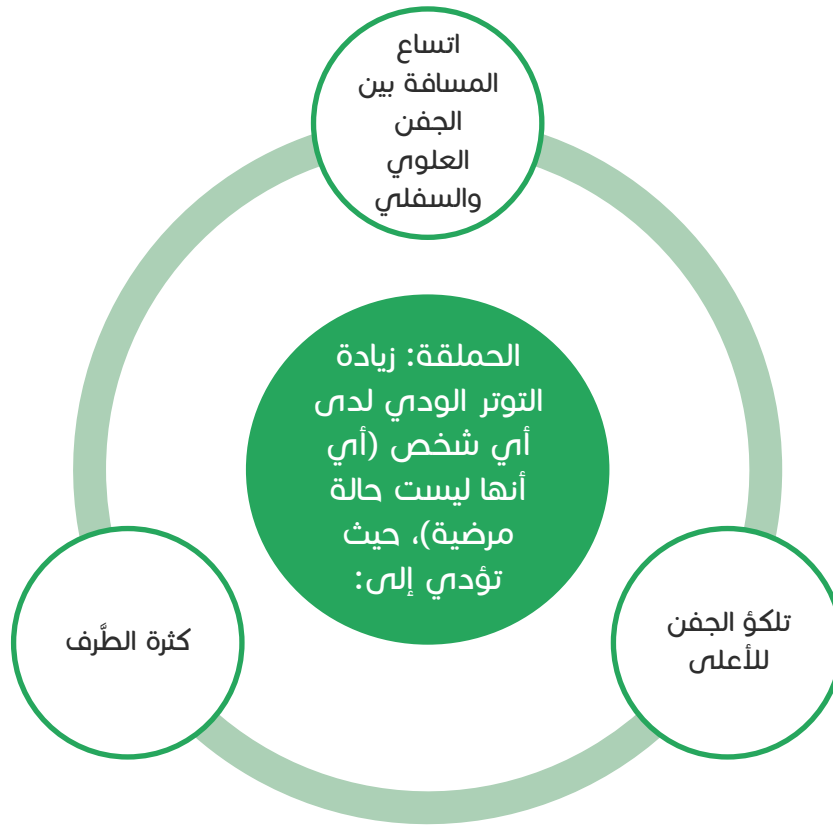 اتساع
المسافة بين
الجفن
العلوي
والسفلي
الحملقة: زيادة
التوتر الودي لدى
أي شخص (أي
أنها ليست حالة
مرضية)، حيث
تؤدي إلى:
تلكؤ الجفن
للأعلى
كثرة الطَّرف